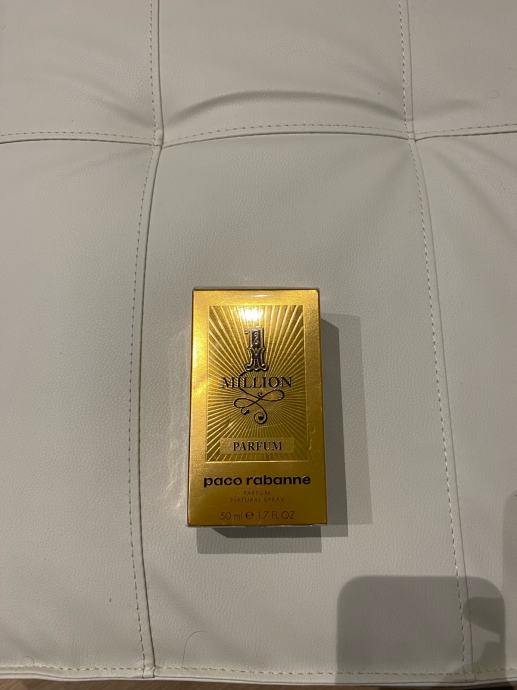 1
MILLION
PARFUM
paco rabanne
PARFUM
NATURAL SPRAY
50 ml ℮ 1.7 FL.OZ